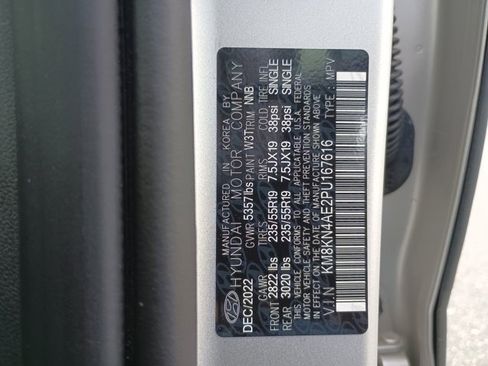 MANUFACTURED IN KOREA BY
HYUNDAI MOTOR COMPANY
DEC/2022 GVWR 5357lbs PAINT W3T TRIM NNB
GAWR TIRES RIMS COLD TIRE INFL
FRONT 2822 lbs 235/55R19 7.5JX19 38psi SINGLE
REAR 3020 lbs 235/55R19 7.5JX19 38psi SINGLE
THIS VEHICLE CONFORMS TO ALL APPLICABLE U.S.A. FEDERAL
MOTOR VEHICLE SAFETY AND THEFT PREVENTION STANDARDS
IN EFFECT ON THE DATE OF MANUFACTURE SHOWN ABOVE
V.I.N: KM8KN4AE2PU167616 TYPE : MPV